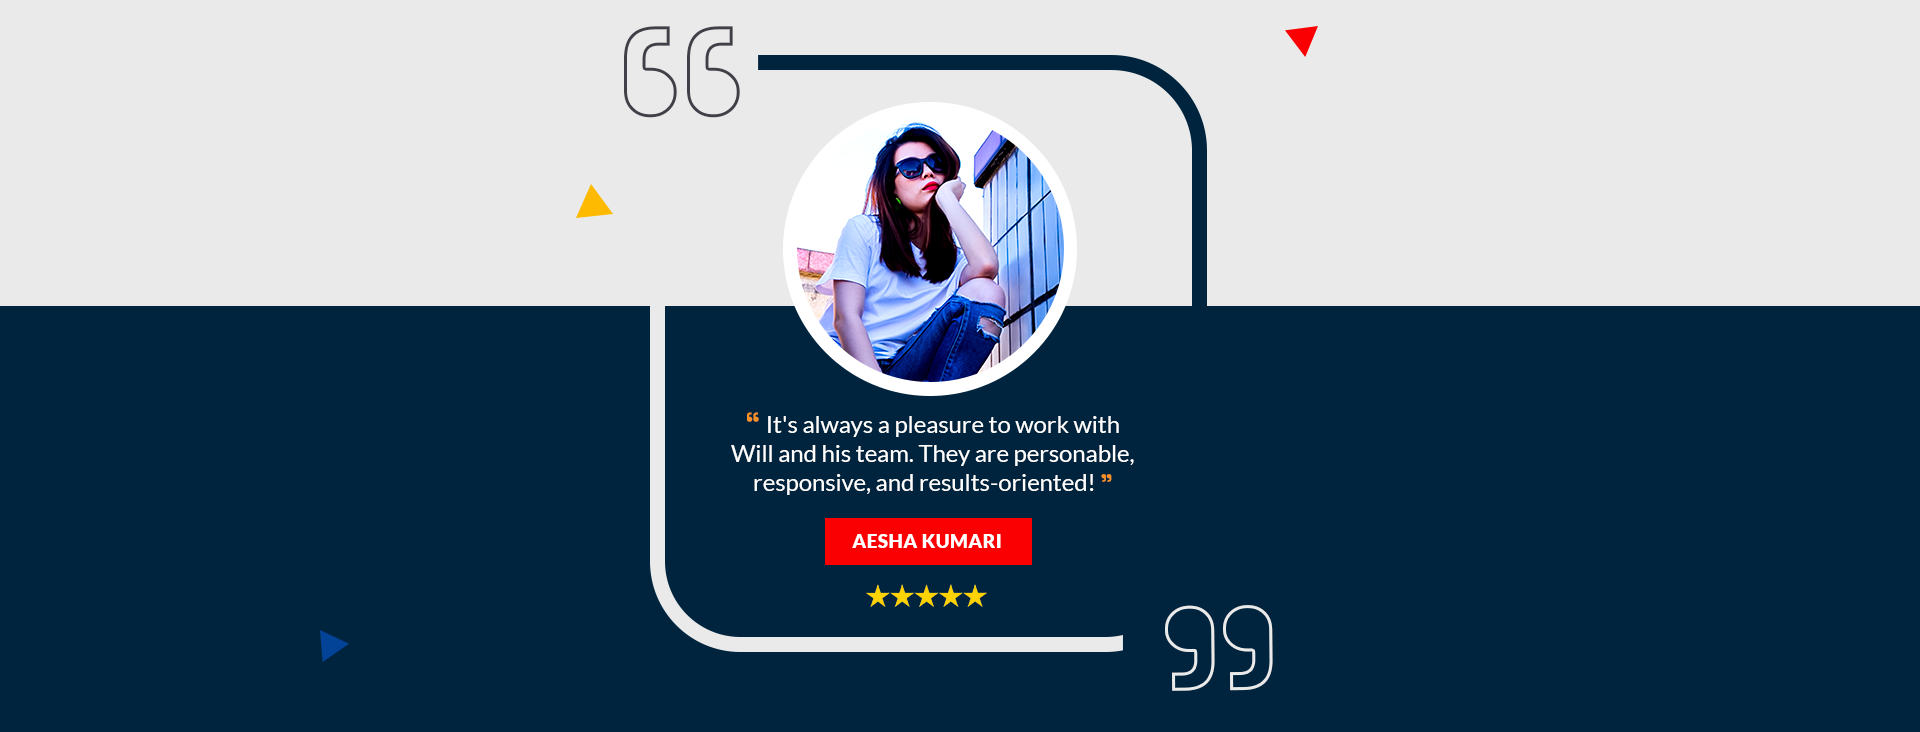 “ It's always a pleasure to work with
Will and his team. They are personable,
responsive, and results-oriented! ”
AESHA KUMARI